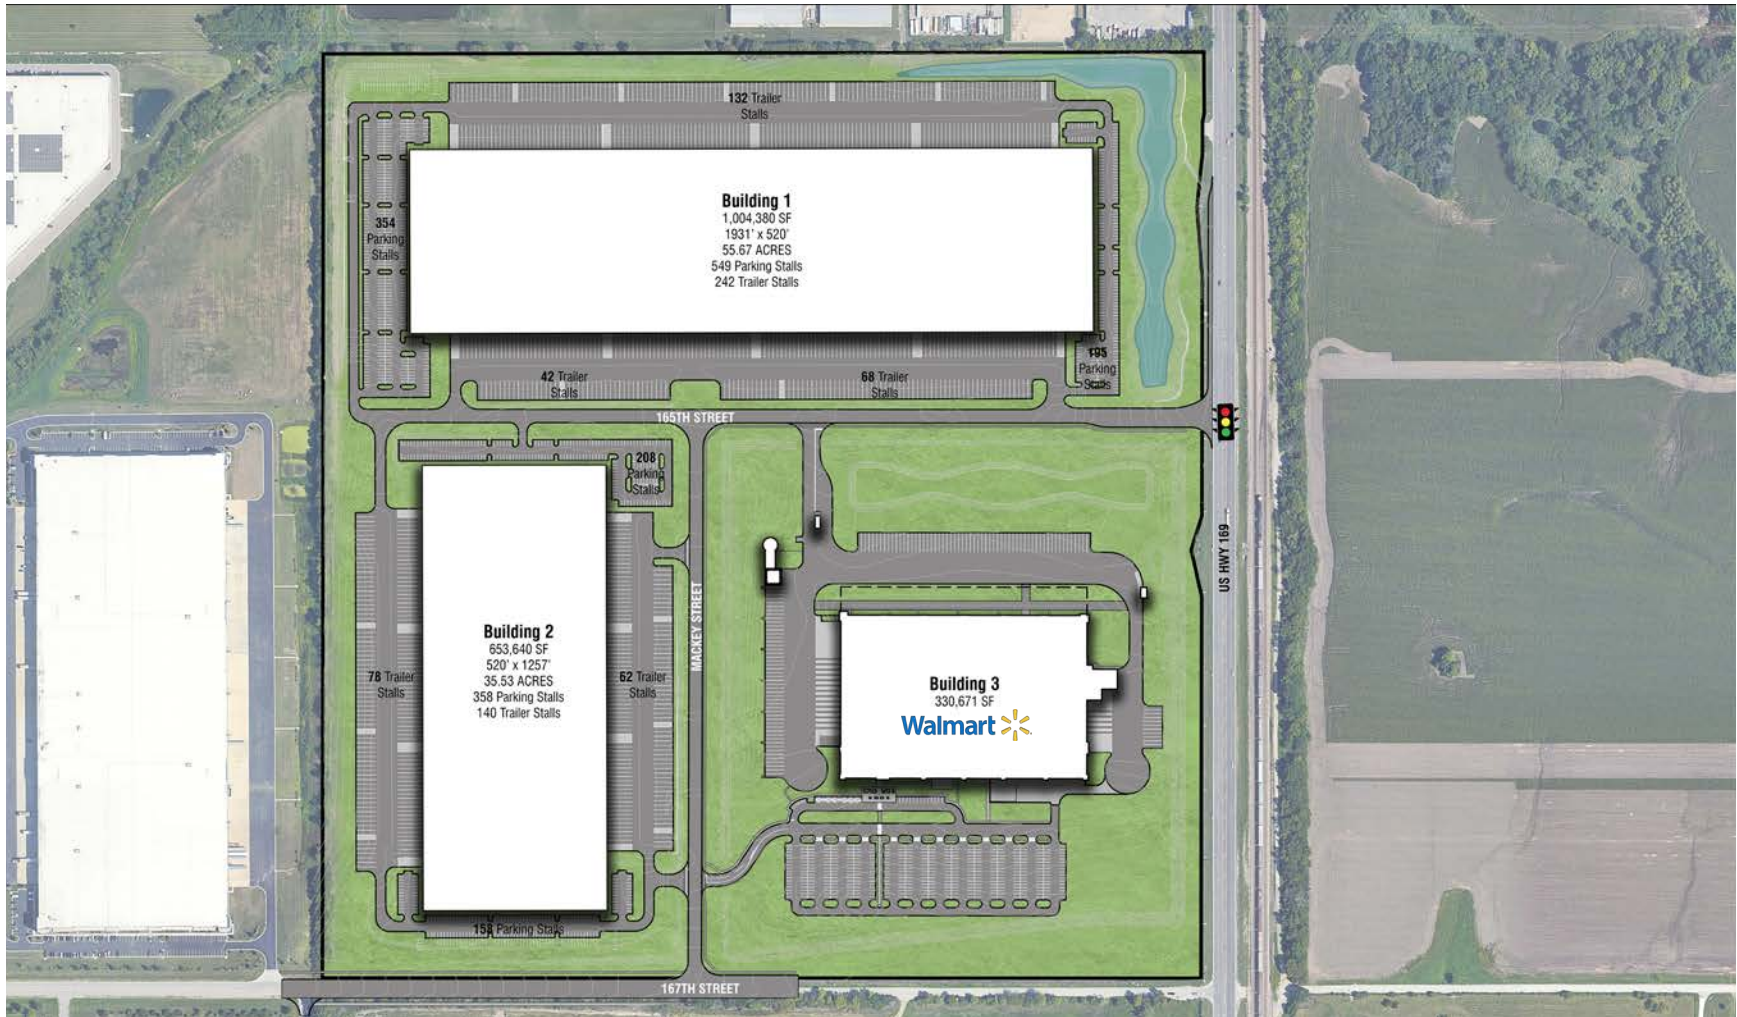 132 Trailer
Stalls
Building 1
1,004,380 SF
1931' x 520'
55.67 ACRES
549 Parking Stalls
242 Trailer Stalls
354
Parking
Stalls
195
Parking
Stalls
42 Trailer
Stalls
68 Trailer
Stalls
165TH STREET
208
Parking
Stalls
Building 2
653,640 SF
520' x 1257'
35.53 ACRES
358 Parking Stalls
140 Trailer Stalls
78 Trailer
Stalls
62 Trailer
Stalls
MACKEY STREET
US HWY 169
Building 3
330,671 SF
Walmart
Parking Stalls
167TH STREET